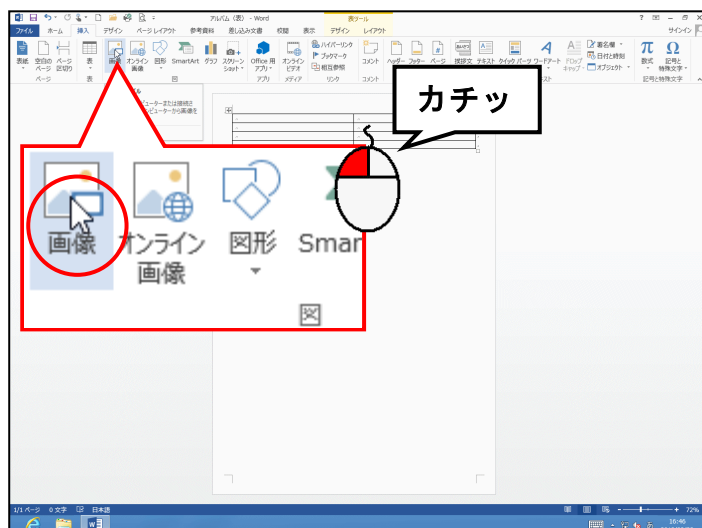 アルバム (表) - Word
表ツール
ファイル ホーム 挿入 デザイン ページレイアウト 参考資料 差し込み文書 校閲 表示 デザイン レイアウト
サインイン
表紙 空白の ページ 表 画像 オンライン 図形 SmartArt グラフ スクリーン Office 用 オンライン ハイパーリンク コメント ヘッダー フッター ページ 挨拶文 テキスト クイック パーツ ワードアート ドロップ 署名欄 数式 記号と
ページ 区切り 画像 ショット アプリ ビデオ ブックマーク キャップ 日付と時刻 特殊文字
相互参照 オブジェクト
ページ 表 図 アプリ メディア リンク コメント 記号と特殊文字
カチッ
画像 オンライン 図形 Smar
画像
図
1/1 ページ 0 文字 日本語
72%
16:46